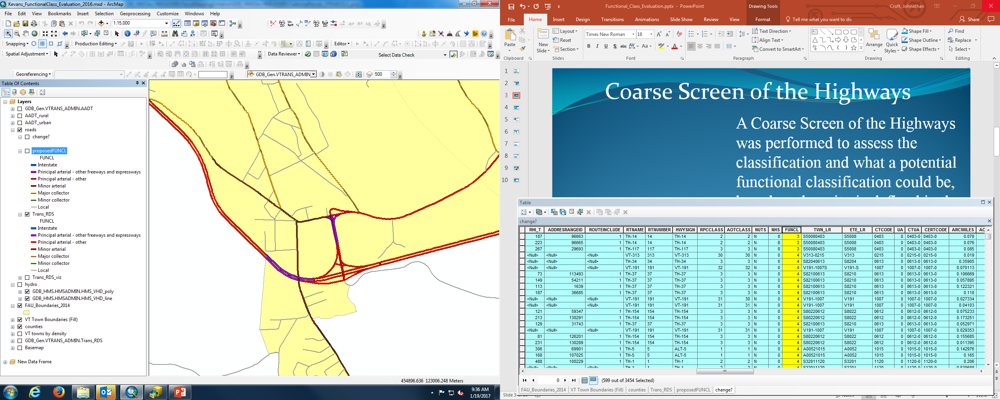 Kevans_FunctionalClass_Evaluation_2016.mxd - ArcMap
File Edit View Bookmarks Insert Selection Geoprocessing Customize Windows Help
1:15,000
Snapping Production Editing Editor
Spatial Adjustment Data Reviewer Select Data Check
Georeferencing GDB_Gen.VTRANS_ADMIN 500
Table Of Contents
Layers
GDB_Gen.VTRANS_ADMIN.AADT
AADT_rural
AADT_urban
roads
change?
proposedFUNCL
FUNCL
Interstate
Principal arterial - other freeways and expressways
Principal arterial - other
Minor arterial
Major collector
Minor collector
Local
Trans_RDS
FUNCL
Interstate
Principal arterial - other freeways and expressways
Principal arterial - other
Minor arterial
Major collector
Minor collector
Local
Trans_RDS_viz
hydro
GDB_HMS.HMSADMIN.HMS_VHD_poly
GDB_HMS.HMSADMIN.HMS_VHD_line
FAU_Boundaries_2014
VT Town Boundaries (Fill)
counties
VT towns by density
GDB_Gen.VTRANS_ADMIN.Trans_RDS
Basemap
New Data Frame
454896.636 123006.248 Meters
9:36 AM
1/19/2017
Functional_Class_Evaluation.pptx - PowerPoint Drawing Tools Croft, Johnathan
File Home Insert Design Transitions Animations Slide Show Review View Format Tell me what you want to do Share
Paste New Slide Layout Reset Section
Times New Roman 18
B I U S abc AV Aa A
Text Direction
Align Text
Convert to SmartArt
Arrange Quick Styles
Shape Fill
Shape Outline
Shape Effects
Find
Replace
Select
Clipboard Slides Font Paragraph Drawing Editing
1
2
3
4
5
6
7
8
9
10
Coarse Screen of the Highways
A Coarse Screen of the Highways
was performed to assess the
classification and what a potential
functional classification could be,
Table
change?
RHI_T ADDRESRANGEID ROUTEINCLUDE RTNAME RTNUMBER HWYSIGN RPCCLASS AOTCLASS NUTS NHS FUNCL TWN_LR ETE_LR CTCODE UA CTUA CERTCODE ARCMILES AC
187 96663 1 TH-14 14 TH-14 2 2 N 8 3 S50080403 S5008 0403 0 0403-0 0403-0 0.078
223 96665 1 TH-14 14 TH-14 2 2 N 8 3 S50080403 S5008 0403 0 0403-0 0403-0 0.076
267 29693 1 TH-117 117 TH-117 3 3 N 8 3 S50080403 S5008 0403 0 0403-0 0403-0 0.085
<Null> <Null> <Null> VT-313 313 VT-313 30 30 N 0 4 V313-0215 V313 0215 0 0215-0 0215-0 0.019
<Null> <Null> <Null> TH-34 34 TH-34 3 3 N 0 4 S82040613 S8204 0613 0 0613-0 0613-0 0.35905
<Null> <Null> <Null> VT-191 191 VT-191 32 32 N 0 4 V191-1007S V191-S 1007 0 1007-0 1007-0 0.070113
73 113493 1 TH-37 37 TH-37 3 3 N 0 4 S82100613 S8210 0613 0 0613-0 0613-0 0.106669
149 54211 1 TH-37 37 TH-37 3 3 N 0 4 S82100613 S8210 0613 0 0613-0 0613-0 0.057895
113 1639 1 TH-37 37 TH-37 3 3 N 0 4 S82100613 S8210 0613 0 0613-0 0613-0 0.122321
187 36685 1 TH-37 37 TH-37 3 3 N 0 4 S82100613 S8210 0613 0 0613-0 0613-0 0.118
<Null> <Null> <Null> VT-191 191 VT-191 31 30 N 0 4 V191-1007 V191 1007 0 1007-0 1007-0 0.027334
<Null> <Null> <Null> VT-191 191 VT-191 31 31 N 0 4 V191-1007 V191 1007 0 1007-0 1007-0 0.04103
121 59347 1 TH-154 154 TH-154 3 3 N 0 4 S80220612 S8022 0612 0 0612-0 0612-0 0.075233
213 130291 1 TH-154 154 TH-154 3 3 N 0 4 S80220612 S8022 0612 0 0612-0 0612-0 0.173251
129 31743 1 TH-37 37 TH-37 3 3 N 0 4 S82100613 S8210 0613 0 0613-0 0613-0 0.052971
<Null> <Null> <Null> VT-191 191 VT-191 31 31 N 0 4 V191-1007 V191 1007 0 1007-0 1007-0 0.029353
81 126201 1 TH-154 154 TH-154 3 3 N 0 4 S80220612 S8022 0612 0 0612-0 0612-0 0.155685
231 130289 1 TH-154 154 TH-154 3 3 N 0 4 S80220612 S8022 0612 0 0612-0 0612-0 0.011395
306 69901 1 TH-5 5 ALT-5 1 1 N 0 4 A00521015 A0052 1015 0 1015-0 1015-0 0.142976
168 107025 1 TH-5 5 ALT-5 1 1 N 0 4 A00521015 A0052 1015 0 1015-0 1015-0 0.165
488 100229 1 TH-1 1 TH-1 2 2 N 0 4 S32011120 S3201 1120 0 1120-0 1120-0 0.206
0 (599 out of 3454 Selected)
FAU_Boundaries_2014 VT Town Boundaries (Fill) counties Trans_RDS proposedFUNCL change?